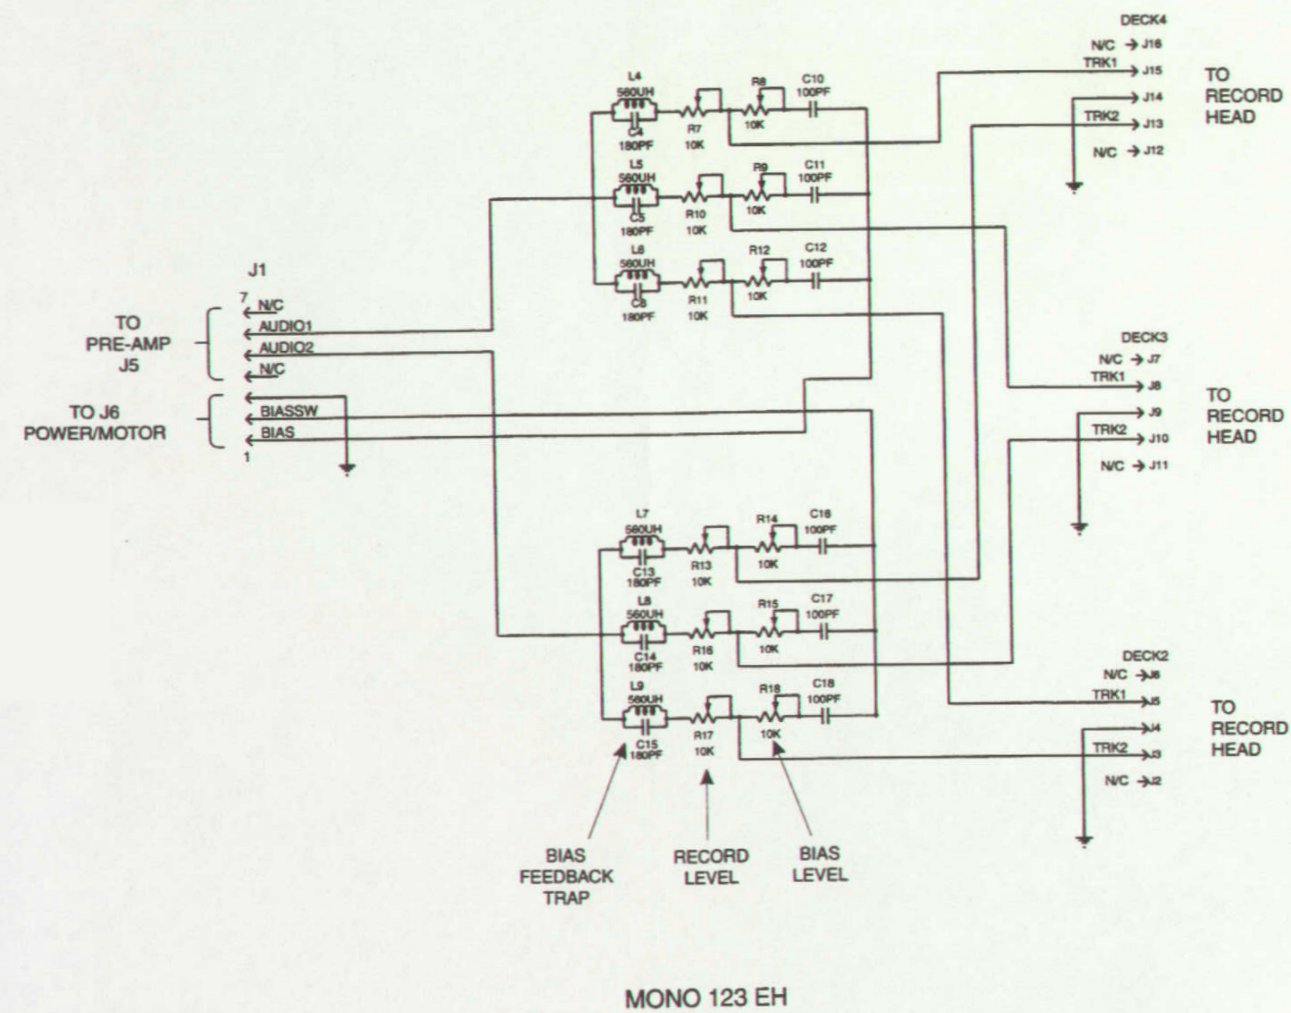 DECK4
N/C J16
TRK1 J15
J14
TRK2 J13
N/C J12
TO
RECORD
HEAD
L4
560UH
C4
180PF
R7
10K
R8
10K
C10
100PF
L5
560UH
C5
180PF
R10
10K
R9
10K
C11
100PF
L6
560UH
C6
180PF
R11
10K
R12
10K
C12
100PF
J1
7 N/C
AUDIO1
AUDIO2
N/C
TO
PRE-AMP
J5
BIASSW
BIAS
1
TO J6
POWER/MOTOR
DECK3
N/C J7
TRK1 J8
J9
TRK2 J10
N/C J11
TO
RECORD
HEAD
L7
560UH
C13
180PF
R13
10K
R14
10K
C16
100PF
L8
560UH
C14
180PF
R16
10K
R15
10K
C17
100PF
L9
560UH
C15
180PF
R17
10K
R18
10K
C18
100PF
DECK2
N/C J6
TRK1 J5
J4
TRK2 J3
N/C J2
TO
RECORD
HEAD
BIAS
FEEDBACK
TRAP
RECORD
LEVEL
BIAS
LEVEL
MONO 123 EH